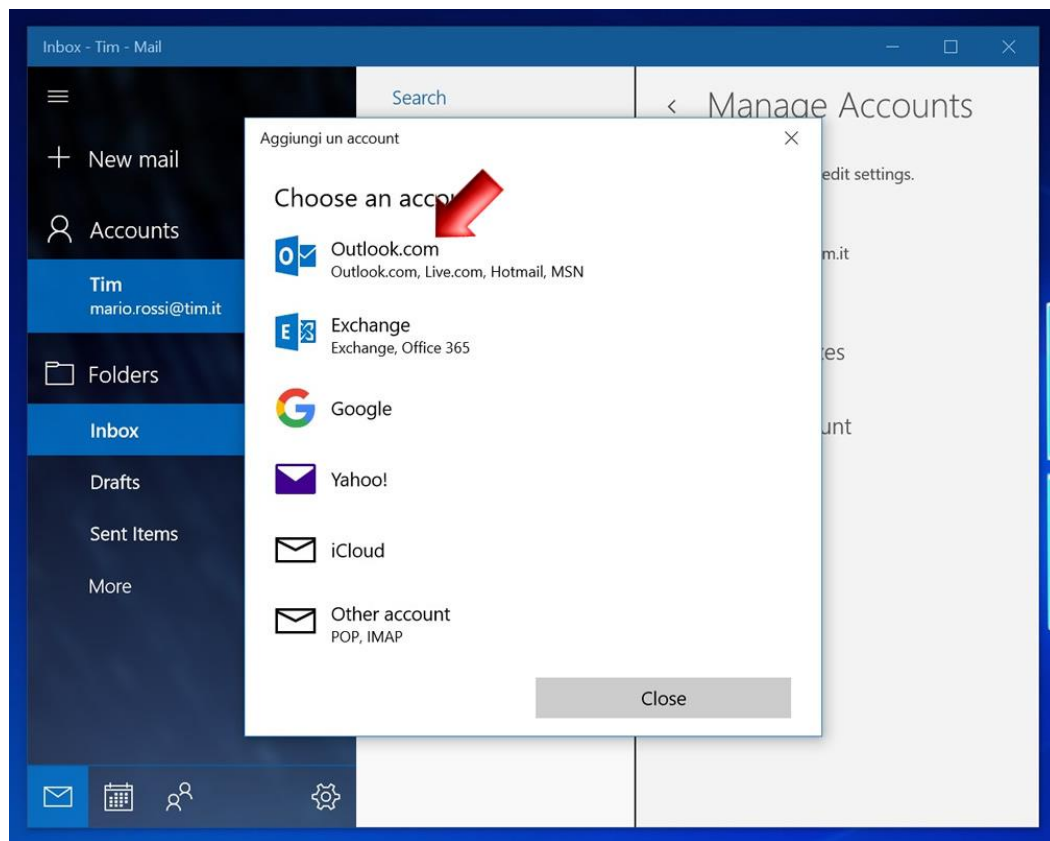 Inbox - Tim - Mail
Search
Manage Accounts
New mail
Accounts
Tim
mario.rossi@tim.it
Folders
Inbox
Drafts
Sent Items
More
Aggiungi un account
Choose an
Outlook.com
Outlook.com, Live.com, Hotmail, MSN
Exchange
Exchange, Office 365
Google
Yahoo!
iCloud
Other account
POP, IMAP
Close
edit settings.